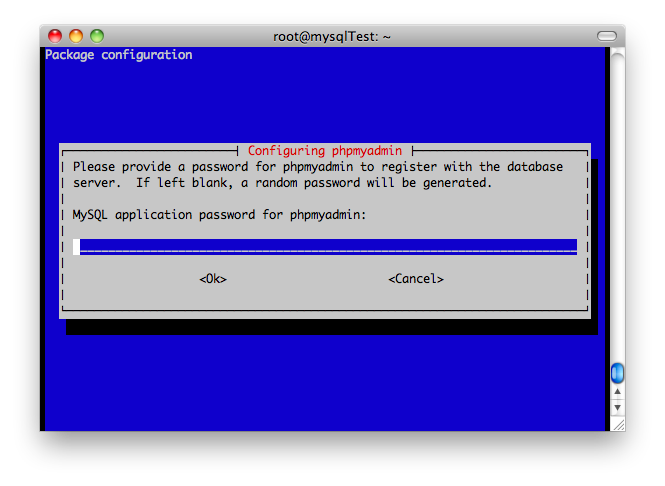 root@mysqlTest: ~
Package configuration
Configuring phpmyadmin
Please provide a password for phpmyadmin to register with the database
server.  If left blank, a random password will be generated.
MySQL application password for phpmyadmin:
<Ok> <Cancel>